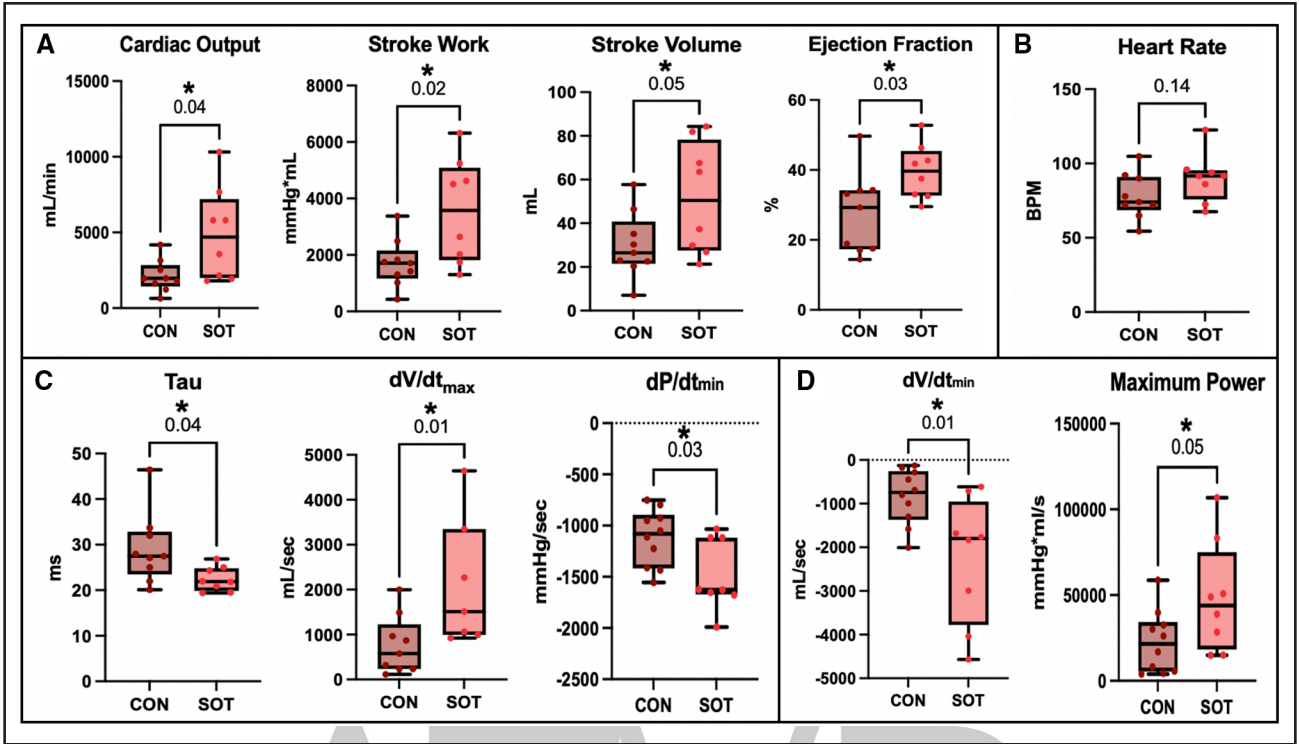 A
Cardiac Output
*
0.04
15000
10000
5000
0
mL/min
CON
SOT
Stroke Work
*
0.02
8000
6000
4000
2000
0
mmHg*mL
CON
SOT
Stroke Volume
*
0.05
100
80
60
40
20
0
mL
CON
SOT
Ejection Fraction
*
0.03
60
40
20
0
%
CON
SOT
B
Heart Rate
0.14
150
100
50
0
BPM
CON
SOT
C
Tau
*
0.04
50
40
30
20
10
0
ms
CON
SOT
dV/dtmax
*
0.01
5000
4000
3000
2000
1000
0
mL/sec
CON
SOT
dP/dtmin
*
0.03
0
-500
-1000
-1500
-2000
-2500
mmHg/sec
CON
SOT
D
dV/dtmin
*
0.01
0
-1000
-2000
-3000
-4000
-5000
mL/sec
CON
SOT
Maximum Power
*
0.05
150000
100000
50000
0
mmHg*ml/s
CON
SOT